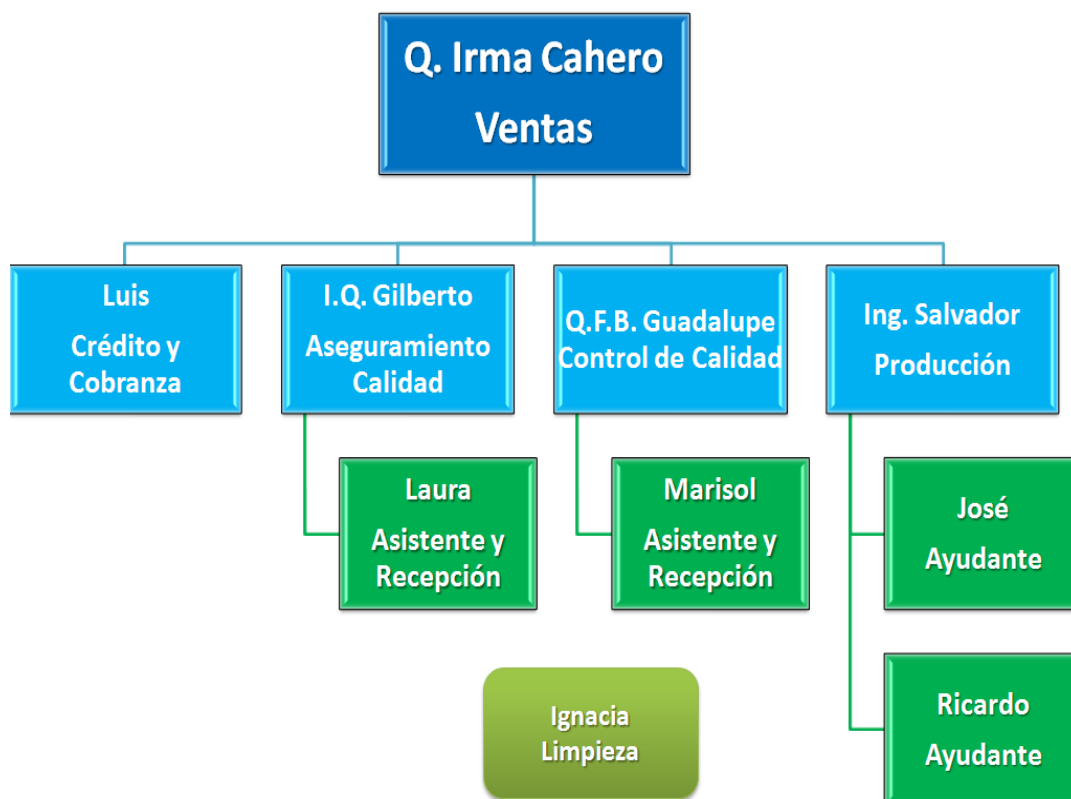 Q. Irma Cahero
Ventas
Luis
Crédito y
Cobranza
I.Q. Gilberto
Aseguramiento
Calidad
Q.F.B. Guadalupe
Control de Calidad
Ing. Salvador
Producción
Laura
Asistente y
Recepción
Marisol
Asistente y
Recepción
José
Ayudante
Ricardo
Ayudante
Ignacia
Limpieza